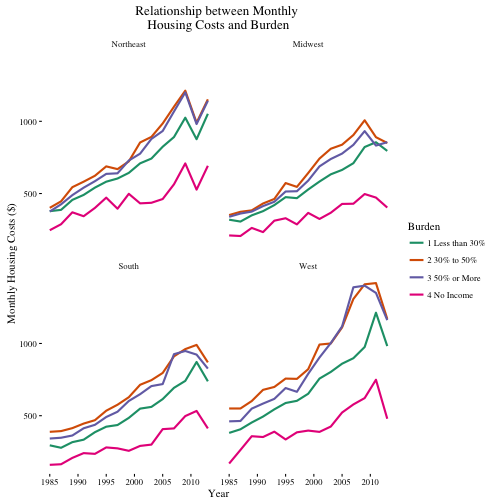 Relationship between Monthly
Housing Costs and Burden
Northeast
Midwest
1000
500
South
West
1000
500
1985 1990 1995 2000 2005 2010
1985 1990 1995 2000 2005 2010
Year
Monthly Housing Costs ($)
Burden
1 Less than 30%
2 30% to 50%
3 50% or More
4 No Income